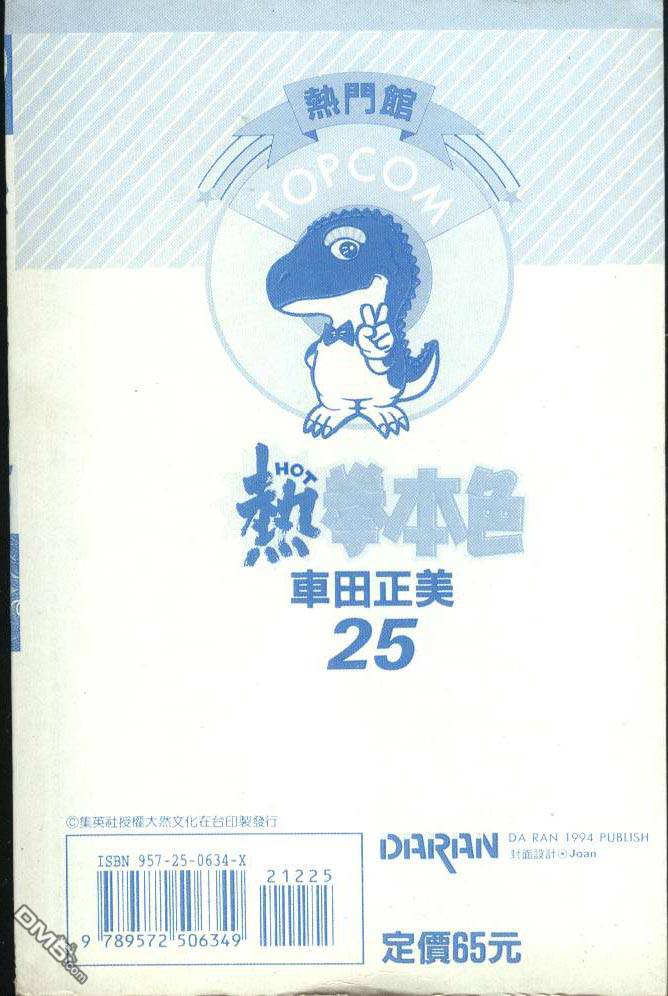 熱門館
TOPCOM
HOT
熱拳本色
車田正美
25
©集英社授權大然文化在台印製發行
ISBN 957-25-0634-X
21225
9 789572 506349
DARAN
DA RAN 1994 PUBLISH
封面設計⊙Joan
定價65元
DM5.com